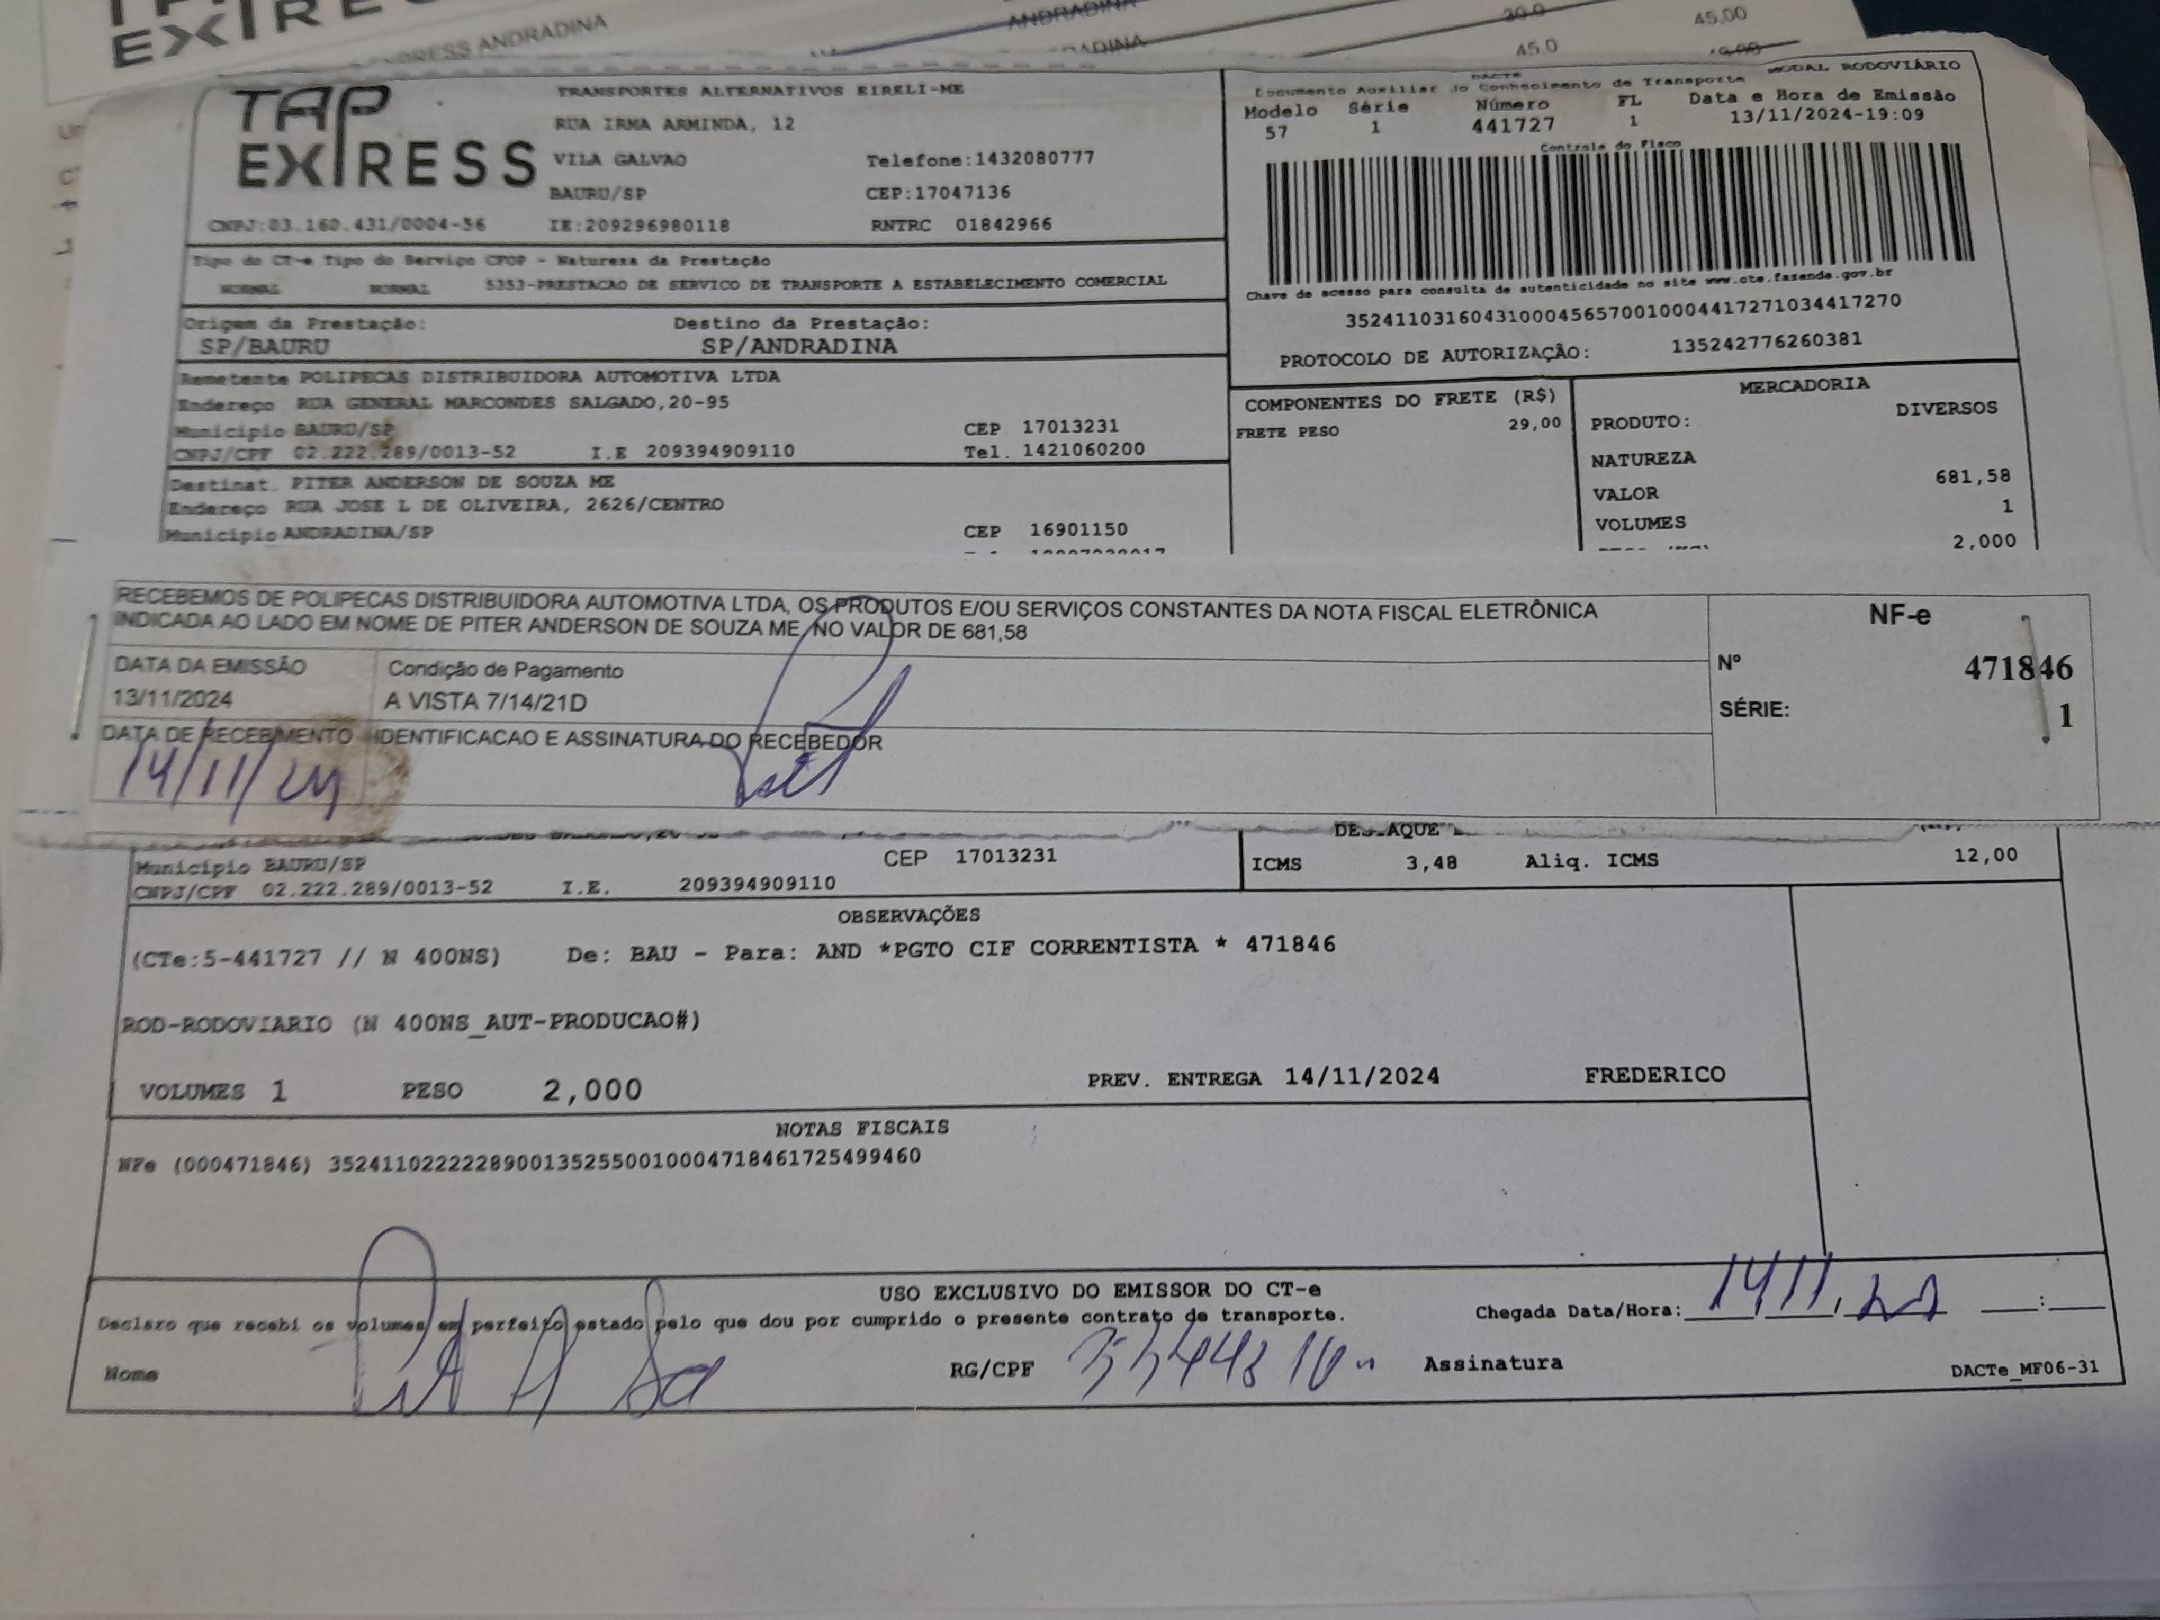 EXPRESS ANDRADINA
ANDRADINA
30.0
45,00
45.0
TAP
EXPRESS
TRANSPORTES ALTERNATIVOS EIRELI-ME
RUA IRMA ARMINDA, 12
VILA GALVAO Telefone:1432080777
BAURU/SP CEP:17047136
CNPJ:03.160.431/0004-56 IE:209296980118 RNTRC 01842966
DACTE MODAL RODOVIÁRIO
Documento Auxiliar do Conhecimento de Transporte
Modelo Série Número FL Data e Hora de Emissão
57 1 441727 1 13/11/2024-19:09
Controle do Fisco
Chave de acesso para consulta de autenticidade no site www.cte.fazenda.gov.br
35241103160431000456570010004417271034417270
PROTOCOLO DE AUTORIZAÇÃO: 135242776260381
Tipo do CT-e Tipo do Serviço CFOP - Natureza da Prestação
NORMAL NORMAL 5353-PRESTACAO DE SERVICO DE TRANSPORTE A ESTABELECIMENTO COMERCIAL
Origem da Prestação: Destino da Prestação:
SP/BAURU SP/ANDRADINA
Remetente POLIPECAS DISTRIBUIDORA AUTOMOTIVA LTDA
Endereço RUA GENERAL MARCONDES SALGADO,20-95
Município BAURU/SP CEP 17013231
CNPJ/CPF 02.222.289/0013-52 I.E 209394909110 Tel. 1421060200
Destinat. PITER ANDERSON DE SOUZA ME
Endereço RUA JOSE L DE OLIVEIRA, 2626/CENTRO
Município ANDRADINA/SP CEP 16901150
COMPONENTES DO FRETE (R$)
FRETE PESO 29,00
MERCADORIA
PRODUTO: DIVERSOS
NATUREZA
VALOR 681,58
VOLUMES 1
2,000
RECEBEMOS DE POLIPECAS DISTRIBUIDORA AUTOMOTIVA LTDA, OS PRODUTOS E/OU SERVIÇOS CONSTANTES DA NOTA FISCAL ELETRÔNICA
INDICADA AO LADO EM NOME DE PITER ANDERSON DE SOUZA ME, NO VALOR DE 681,58
DATA DA EMISSÃO Condição de Pagamento
13/11/2024 A VISTA 7/14/21D
DATA DE RECEBIMENTO IDENTIFICACAO E ASSINATURA DO RECEBEDOR
14/11/24
NF-e
Nº 471846
SÉRIE: 1
Município BAURU/SP CEP 17013231
CNPJ/CPF 02.222.289/0013-52 I.E. 209394909110
DESTAQUE
ICMS 3,48 Aliq. ICMS 12,00
OBSERVAÇÕES
(CTe:5-441727 // N 400NS) De: BAU - Para: AND *PGTO CIF CORRENTISTA * 471846
ROD-RODOVIARIO (N 400NS_AUT-PRODUCAO#)
VOLUMES 1 PESO 2,000 PREV. ENTREGA 14/11/2024 FREDERICO
NOTAS FISCAIS
NFe (000471846) 35241102222289001352550010004718461725499460
USO EXCLUSIVO DO EMISSOR DO CT-e
Declaro que recebi os volumes em perfeito estado pelo que dou por cumprido o presente contrato de transporte. Chegada Data/Hora: 14 11 24 __:____
Nome RG/CPF Assinatura DACTe_MF06-31